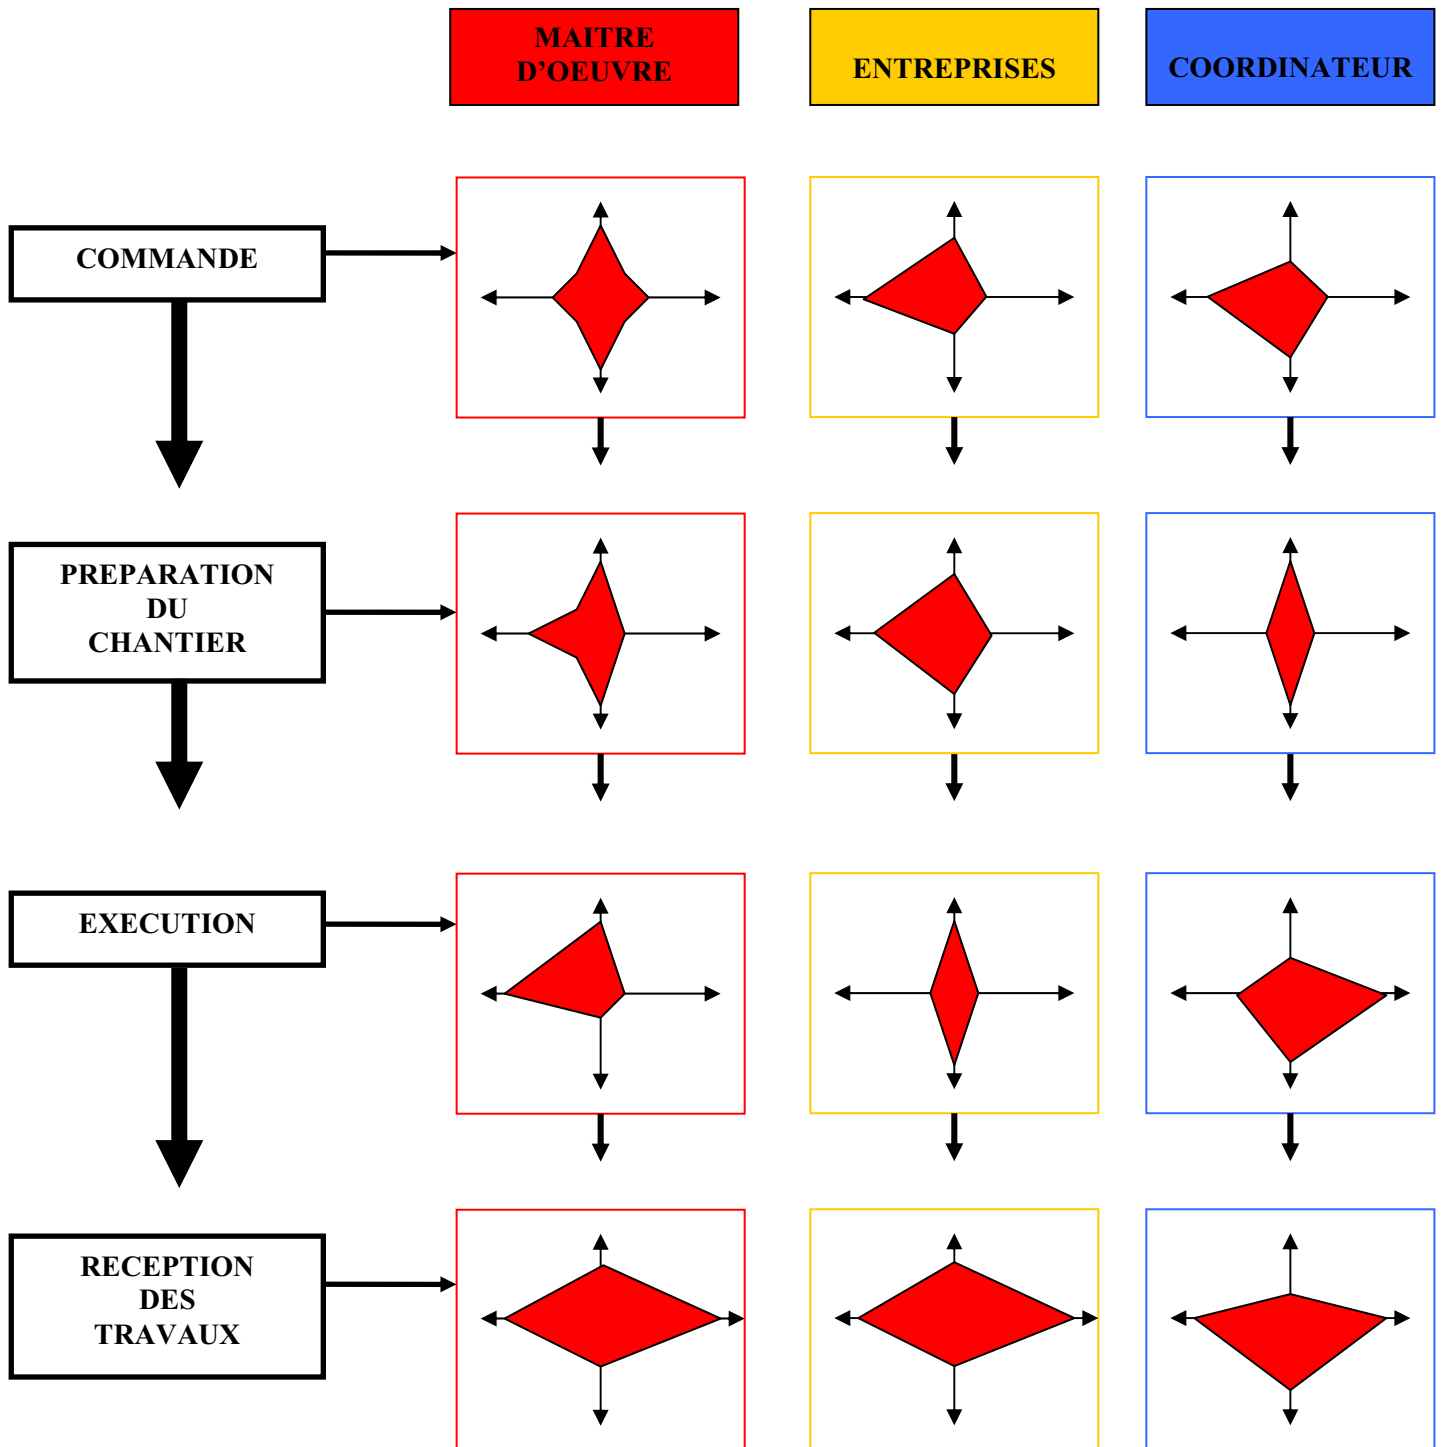 MAITRE
D’OEUVRE
ENTREPRISES
COORDINATEUR
COMMANDE
PREPARATION
DU
CHANTIER
EXECUTION
RECEPTION
DES
TRAVAUX